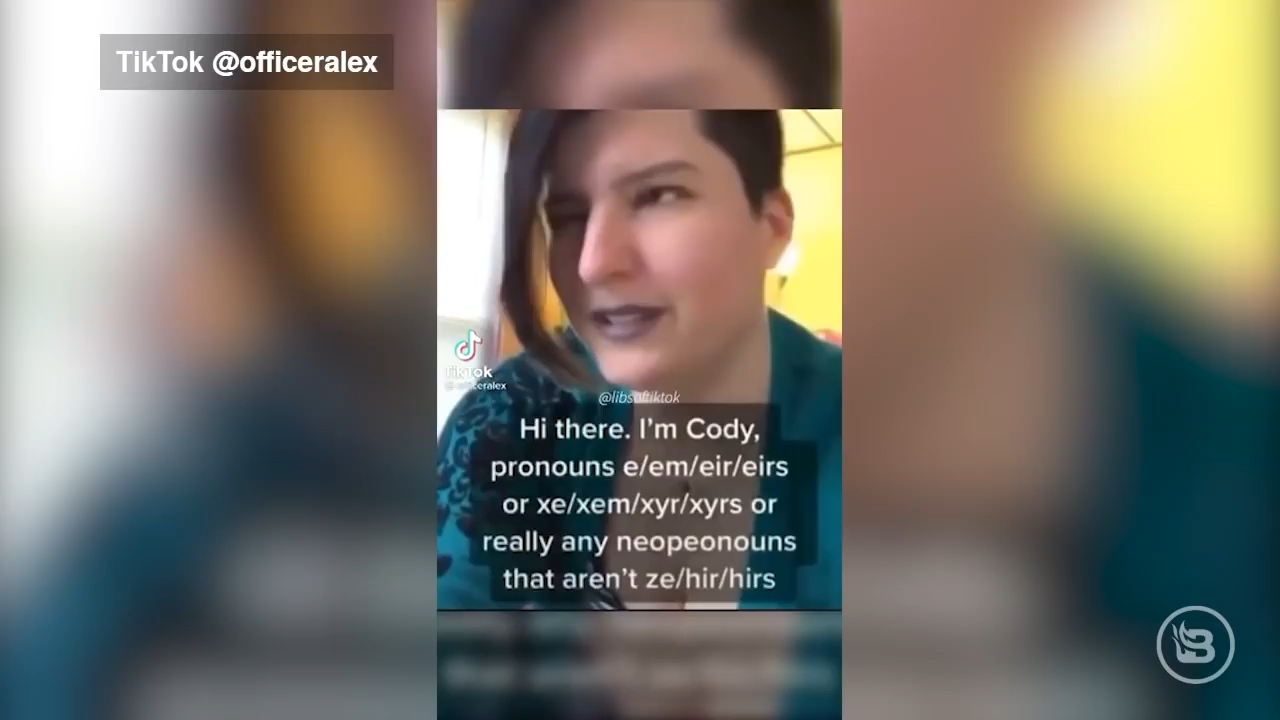 TikTok @officeralex
TikTok
@officeralex
@libsoftiktok
Hi there. I'm Cody,
pronouns e/em/eir/eirs
or xe/xem/xyr/xyrs or
really any neopeonouns
that aren't ze/hir/hirs
B